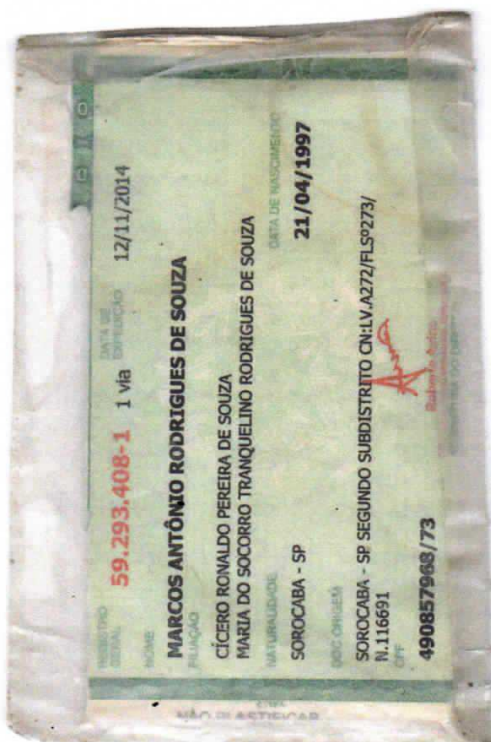 REGISTRO GERAL 59.293.408-1 1 via DATA DE EXPEDIÇÃO 12/11/2014
NOME
MARCOS ANTÔNIO RODRIGUES DE SOUZA
FILIAÇÃO
CÍCERO RONALDO PEREIRA DE SOUZA
MARIA DO SOCORRO TRANQUELINO RODRIGUES DE SOUZA
NATURALIDADE DATA DE NASCIMENTO
SOROCABA - SP 21/04/1997
DOC ORIGEM
SOROCABA - SP SEGUNDO SUBDISTRITO CN:LV.A272/FLSº273/
N.116691
CPF
490857968/73
NÃO PLASTIFICAR